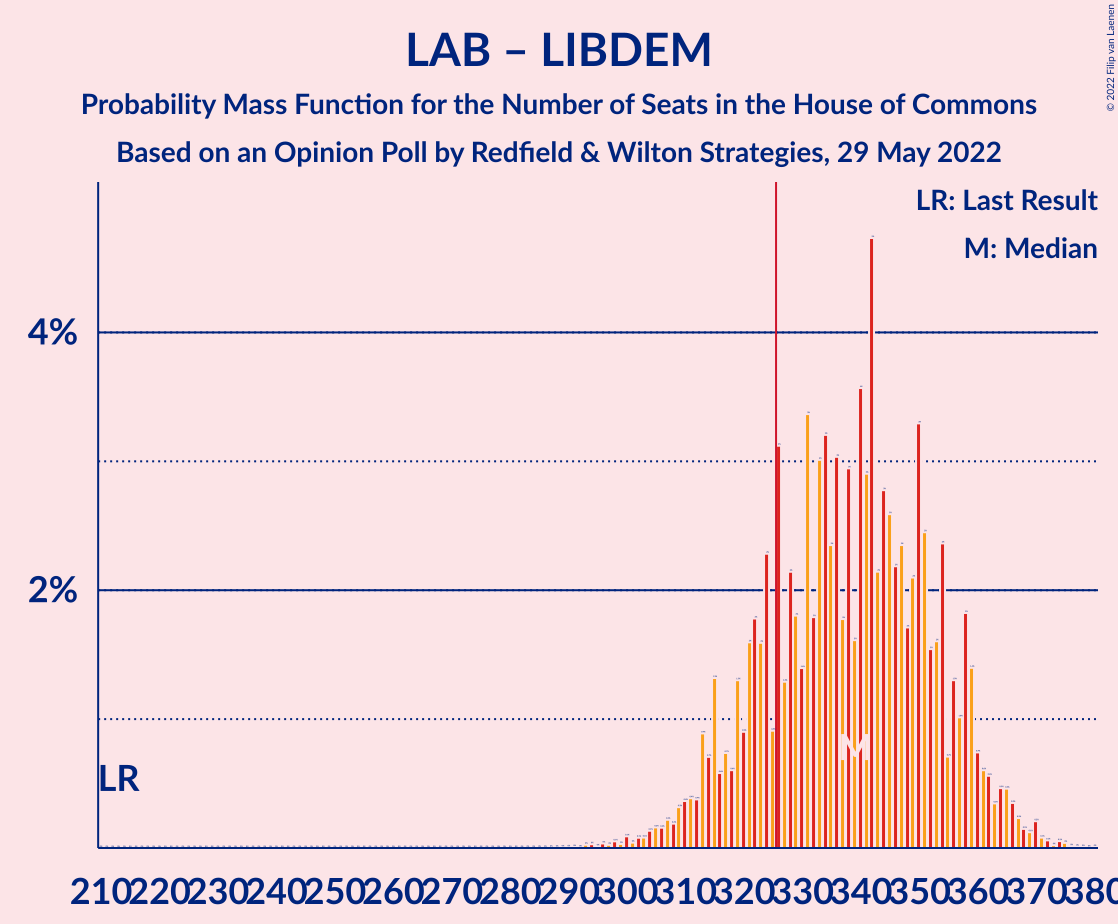 LAB – LIBDEM
Probability Mass Function for the Number of Seats in the House of Commons
Based on an Opinion Poll by Redfield & Wilton Strategies, 29 May 2022
© 2022 Filip van Laenen
LR: Last Result
M: Median
4%
2%
LR
M
210 220 230 240 250 260 270 280 290 300 310 320 330 340 350 360 370 380